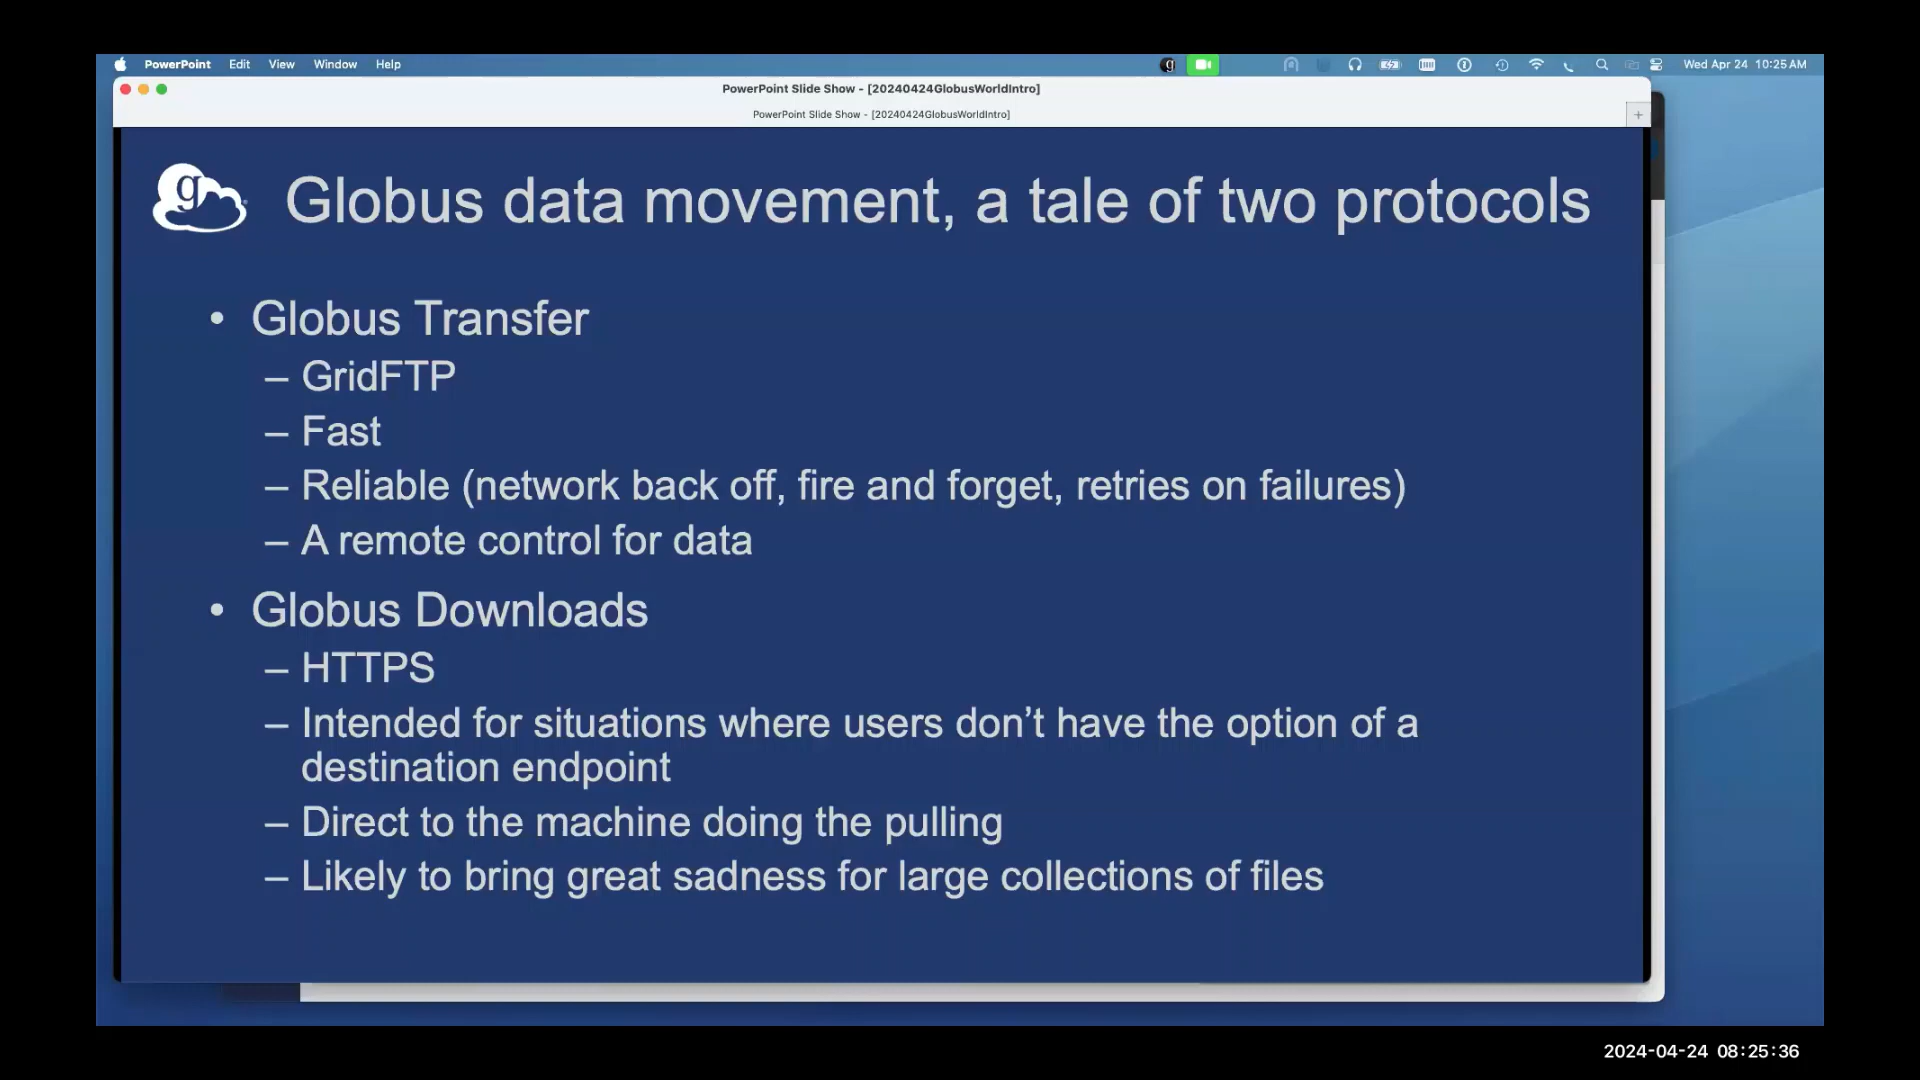 PowerPoint Edit View Window Help
g
Wed Apr 24 10:25 AM
PowerPoint Slide Show - [20240424GlobusWorldIntro]
PowerPoint Slide Show - [20240424GlobusWorldIntro]
g
Globus data movement, a tale of two protocols
• Globus Transfer
– GridFTP
– Fast
– Reliable (network back off, fire and forget, retries on failures)
– A remote control for data
• Globus Downloads
– HTTPS
– Intended for situations where users don’t have the option of a
destination endpoint
– Direct to the machine doing the pulling
– Likely to bring great sadness for large collections of files
2024-04-24 08:25:36